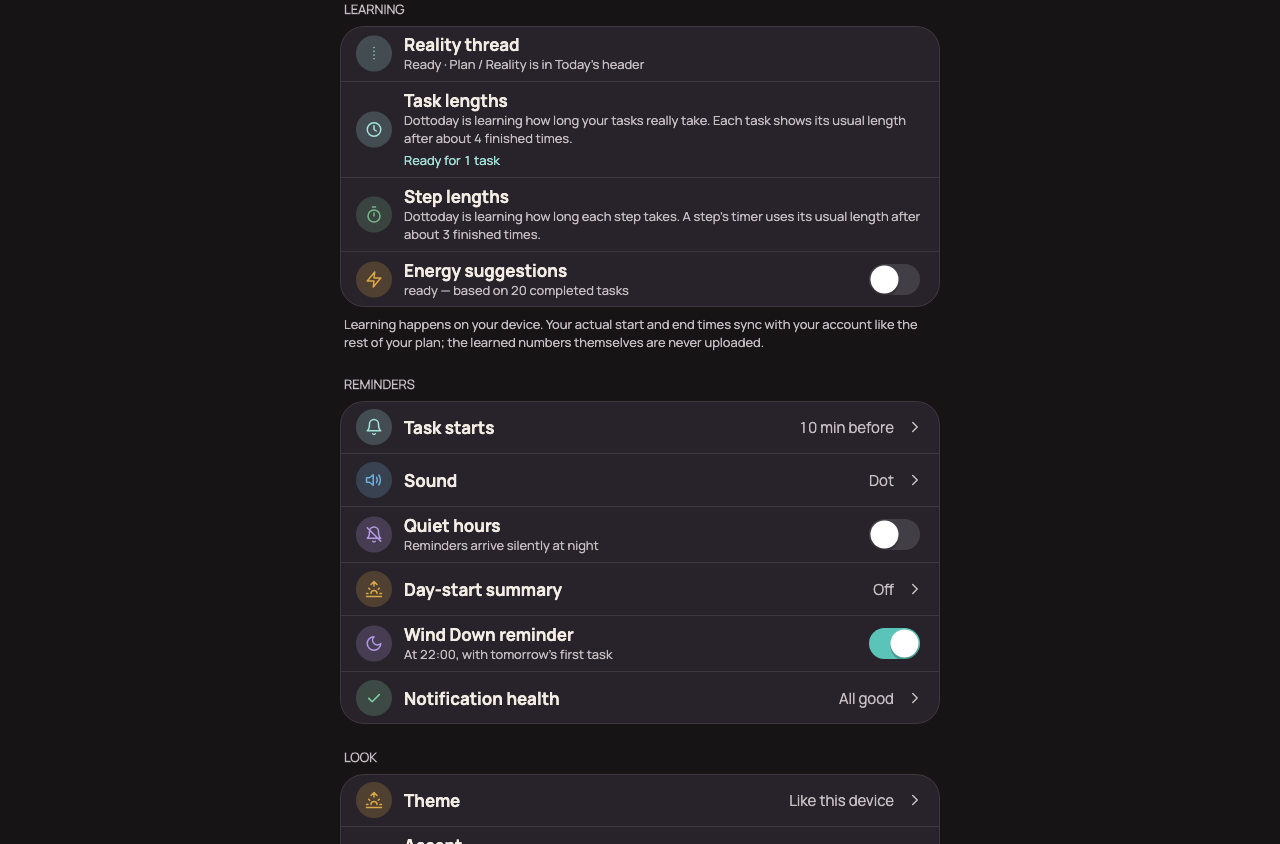 LEARNING
Reality thread
Ready · Plan / Reality is in Today's header
Task lengths
Dottoday is learning how long your tasks really take. Each task shows its usual length
after about 4 finished times.
Ready for 1 task
Step lengths
Dottoday is learning how long each step takes. A step's timer uses its usual length after
about 3 finished times.
Energy suggestions
ready — based on 20 completed tasks
Learning happens on your device. Your actual start and end times sync with your account like the
rest of your plan; the learned numbers themselves are never uploaded.
REMINDERS
Task starts
10 min before
Sound
Dot
Quiet hours
Reminders arrive silently at night
Day-start summary
Off
Wind Down reminder
At 22:00, with tomorrow's first task
Notification health
All good
LOOK
Theme
Like this device
Accent